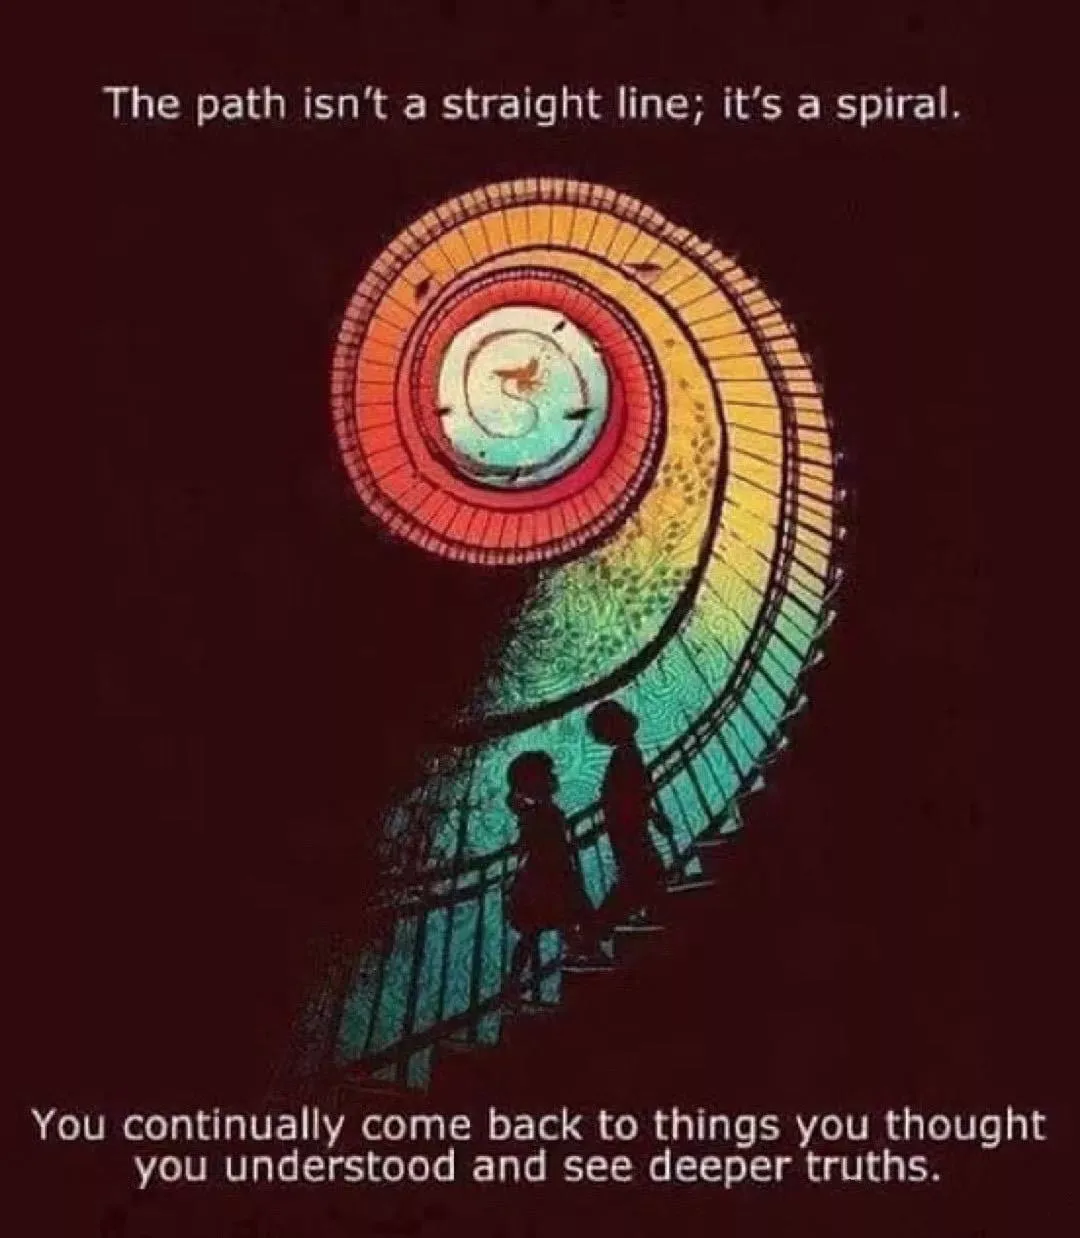 The path isn't a straight line; it's a spiral.
You continually come back to things you thought
you understood and see deeper truths.